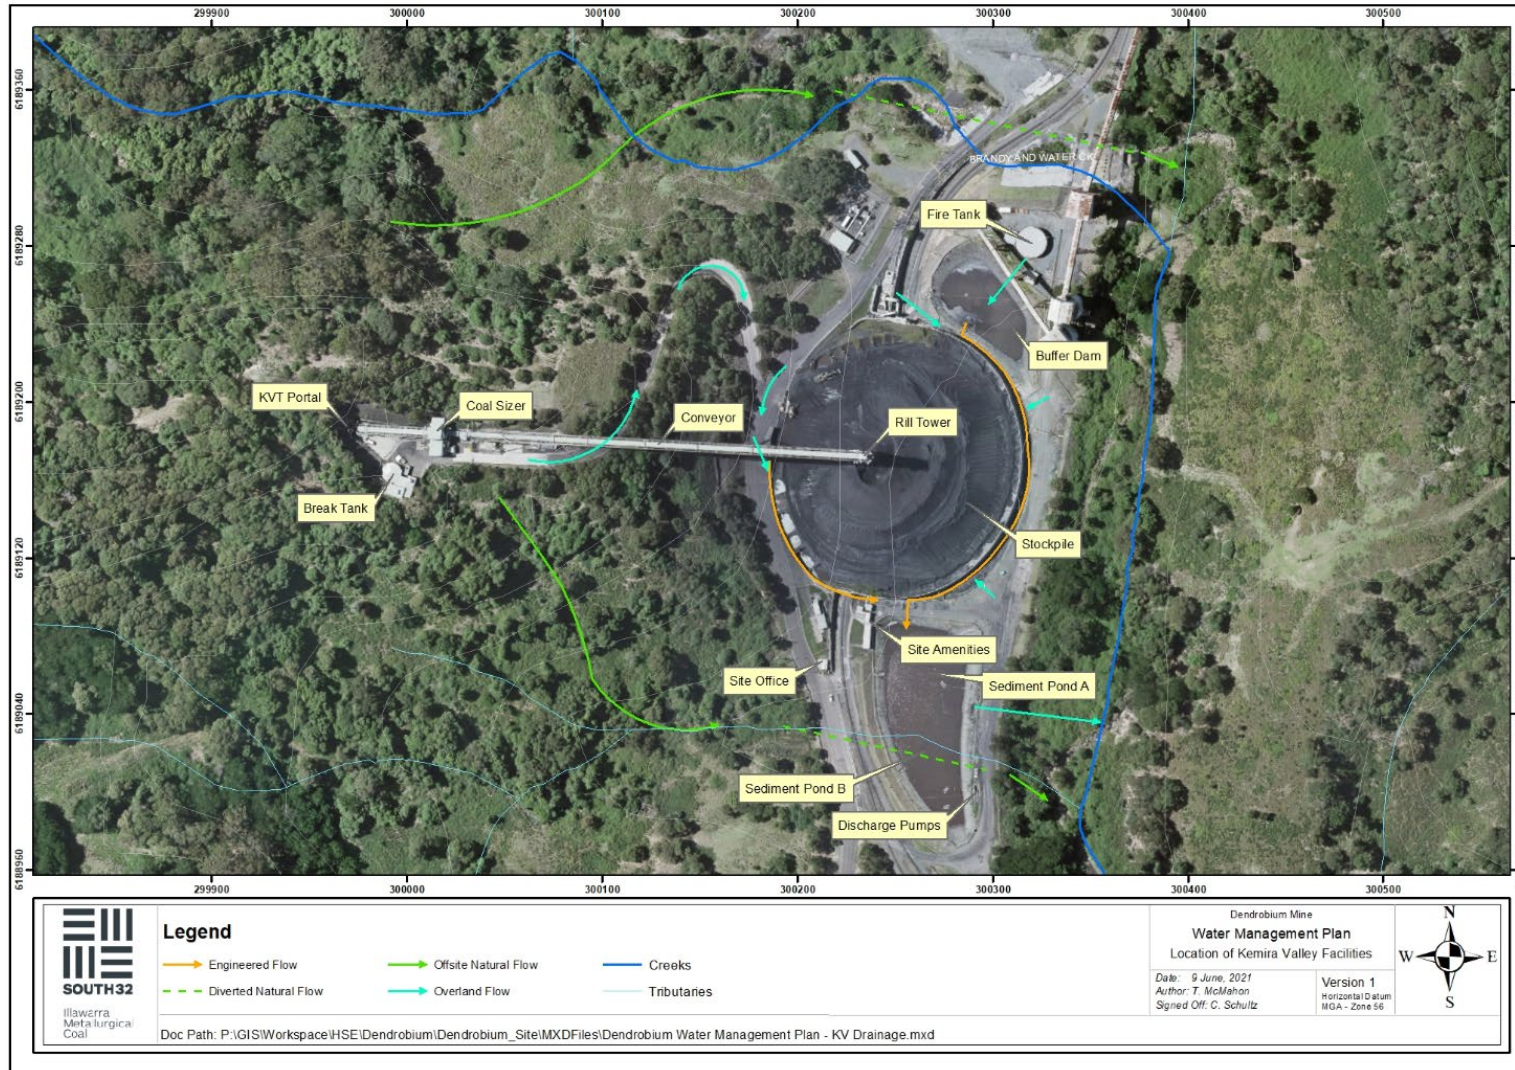 299900 300000 300100 300200 300300 300400 300500
6189360
6189280
6189200
6189120
6189040
6188960
BRANDY AND WATER CK
Fire Tank
Buffer Dam
KVT Portal
Coal Sizer
Conveyor
Rill Tower
Break Tank
Stockpile
Site Amenities
Site Office
Sediment Pond A
Sediment Pond B
Discharge Pumps
299900 300000 300100 300200 300300 300400 300500
SOUTH32
Illawarra
Metallurgical
Coal
Legend
Engineered Flow
Offsite Natural Flow
Creeks
Diverted Natural Flow
Overland Flow
Tributaries
Doc Path: P:\GIS\Workspace\HSE\Dendrobium\Dendrobium_Site\MXDFiles\Dendrobium Water Management Plan - KV Drainage.mxd
Dendrobium Mine
Water Management Plan
Location of Kemira Valley Facilities
Date: 9 June, 2021
Author: T. McMahon
Signed Off: C. Schultz
Version 1
Horizontal Datum
MGA - Zone 56
N
W E
S